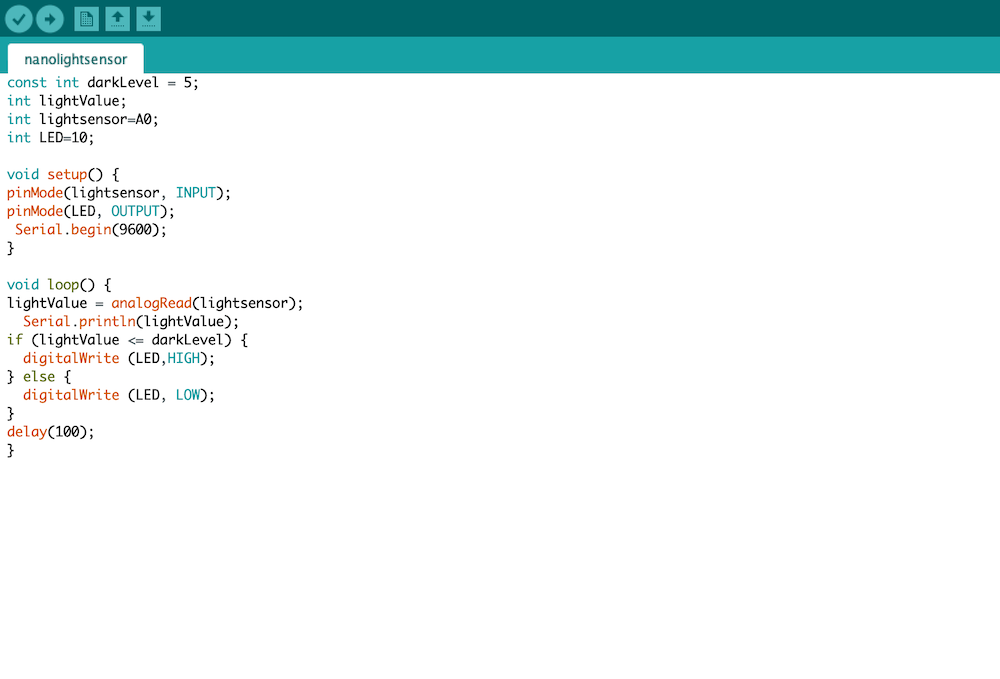 nanolightsensor
const int darkLevel = 5;
int lightValue;
int lightsensor=A0;
int LED=10;
void setup() {
pinMode(lightsensor, INPUT);
pinMode(LED, OUTPUT);
Serial.begin(9600);
}
void loop() {
lightValue = analogRead(lightsensor);
Serial.println(lightValue);
if (lightValue <= darkLevel) {
digitalWrite (LED,HIGH);
} else {
digitalWrite (LED, LOW);
}
delay(100);
}